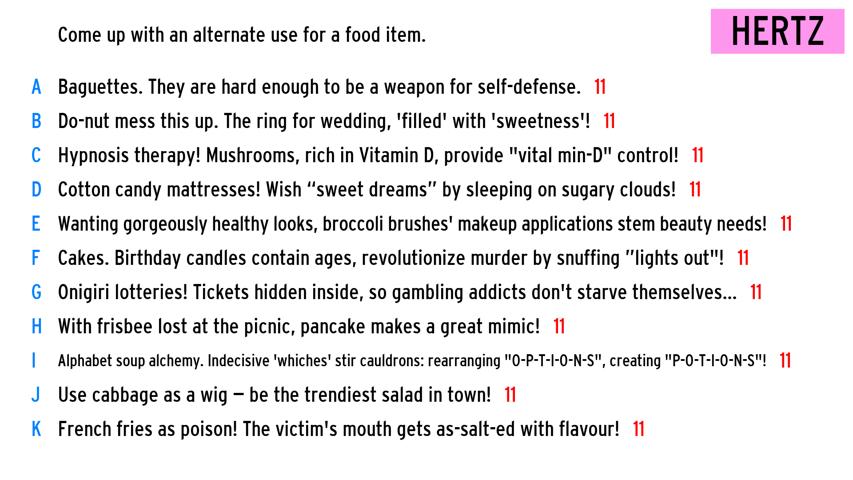 Come up with an alternate use for a food item.
HERTZ
A Baguettes. They are hard enough to be a weapon for self-defense. 11
B Do-nut mess this up. The ring for wedding, 'filled' with 'sweetness'! 11
C Hypnosis therapy! Mushrooms, rich in Vitamin D, provide "vital min-D" control! 11
D Cotton candy mattresses! Wish “sweet dreams” by sleeping on sugary clouds! 11
E Wanting gorgeously healthy looks, broccoli brushes' makeup applications stem beauty needs! 11
F Cakes. Birthday candles contain ages, revolutionize murder by snuffing "lights out"! 11
G Onigiri lotteries! Tickets hidden inside, so gambling addicts don't starve themselves... 11
H With frisbee lost at the picnic, pancake makes a great mimic! 11
I Alphabet soup alchemy. Indecisive 'whiches' stir cauldrons: rearranging "O-P-T-I-O-N-S", creating "P-O-T-I-O-N-S"! 11
J Use cabbage as a wig – be the trendiest salad in town! 11
K French fries as poison! The victim's mouth gets as-salt-ed with flavour! 11